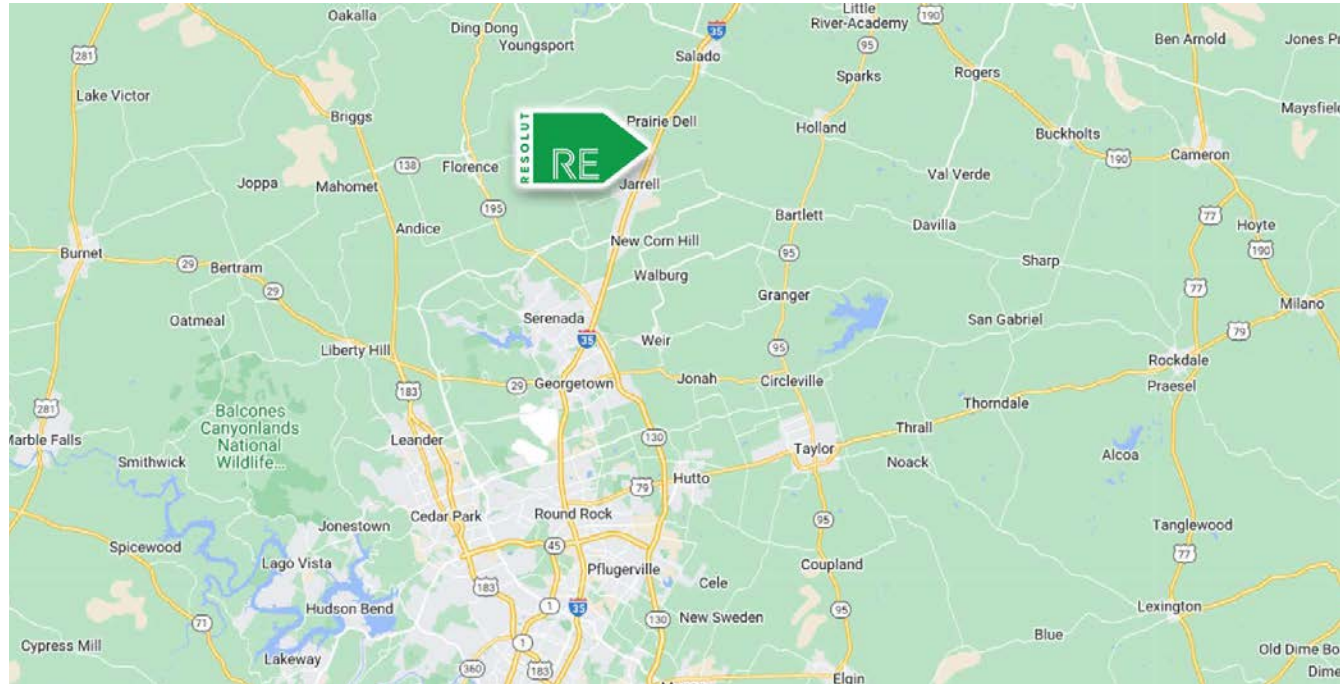 Oakalla
Ding Dong
Little
River-Academy
190
35
281
Youngsport
Salado
95
Ben Arnold
Jones Pr
Lake Victor
Sparks
Rogers
Briggs
RESOLUT
RE
Prairie Dell
Holland
Maysfield
Buckholts
138
Florence
190
Cameron
Joppa
Mahomet
Jarrell
Val Verde
195
Andice
Bartlett
Davilla
77
Hoyte
Burnet
29
Bertram
New Corn Hill
95
190
Walburg
Sharp
29
Granger
77
Milano
Oatmeal
Serenada
35
Weir
San Gabriel
79
Liberty Hill
95
Rockdale
29
Georgetown
Jonah
Circleville
Praesel
183
281
Balcones
Canyonlands
National
Wildlife...
Thorndale
Marble Falls
Leander
130
Thrall
Taylor
Smithwick
Noack
Alcoa
79
Hutto
Cedar Park
Round Rock
95
Jonestown
Tanglewood
Spicewood
45
77
Lago Vista
Pflugerville
Coupland
183
Cele
Hudson Bend
1
35
130
New Sweden
95
Lexington
71
Blue
Cypress Mill
Lakeway
1
360
183
Elgin
Old Dime Bo
Dime